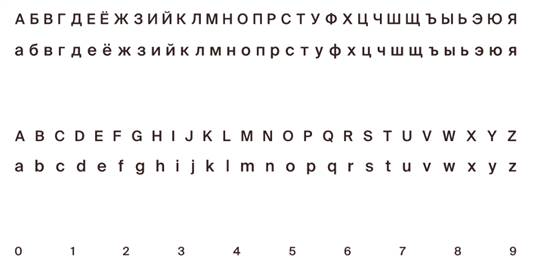 А Б В Г Д Е Ё Ж З И Й К Л М Н О П Р С Т У Ф Х Ц Ч Ш Щ Ъ Ы Ь Э Ю Я
а б в г д е ё ж з и й к л м н о п р с т у ф х ц ч ш щ ъ ы ь э ю я
A B C D E F G H I J K L M N O P Q R S T U V W X Y Z
a b c d e f g h i j k l m n o p q r s t u v w x y z
0 1 2 3 4 5 6 7 8 9